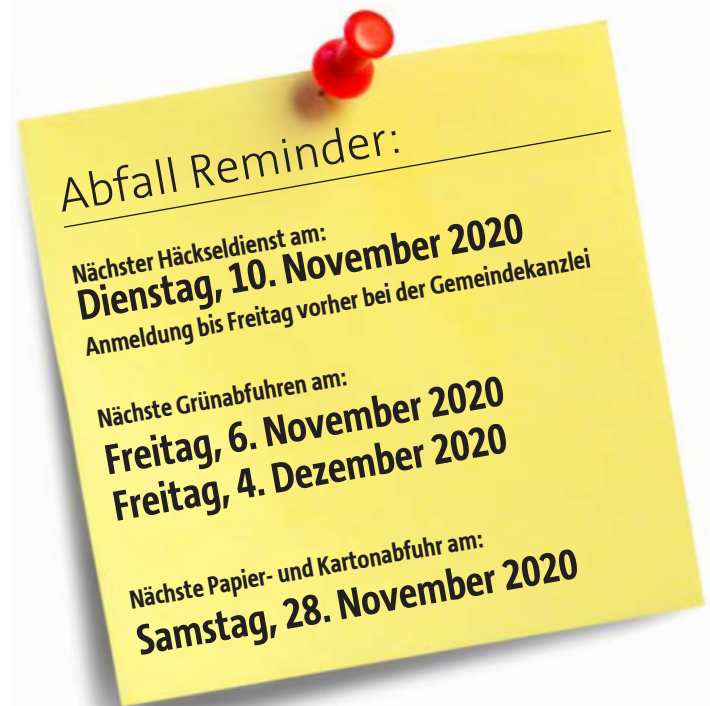 Abfall Reminder:
Nächster Häckseldienst am:
Dienstag, 10. November 2020
Anmeldung bis Freitag vorher bei der Gemeindekanzlei
Nächste Grünabfuhren am:
Freitag, 6. November 2020
Freitag, 4. Dezember 2020
Nächste Papier- und Kartonabfuhr am:
Samstag, 28. November 2020